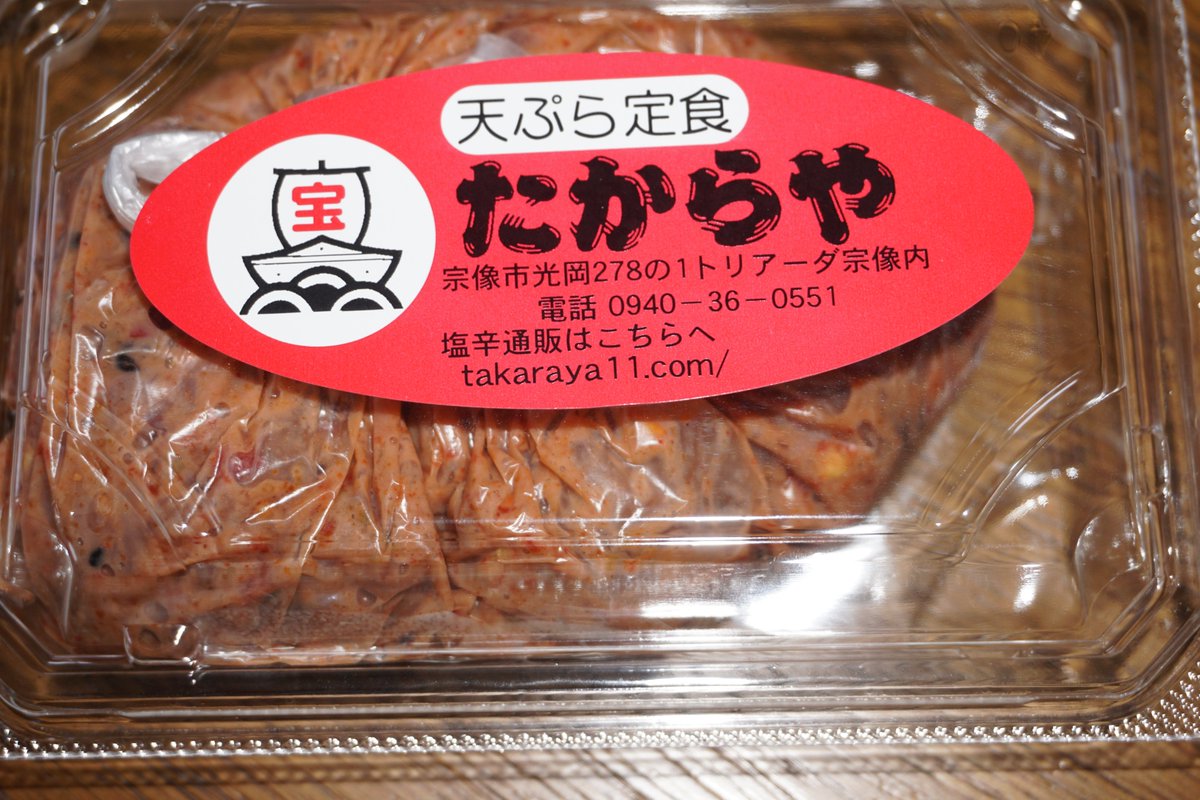 天ぷら定食
宝
たからや
宗像市光岡278の1トリアーダ宗像内
電話 0940-36-0551
塩辛通販はこちらへ
takaraya11.com/